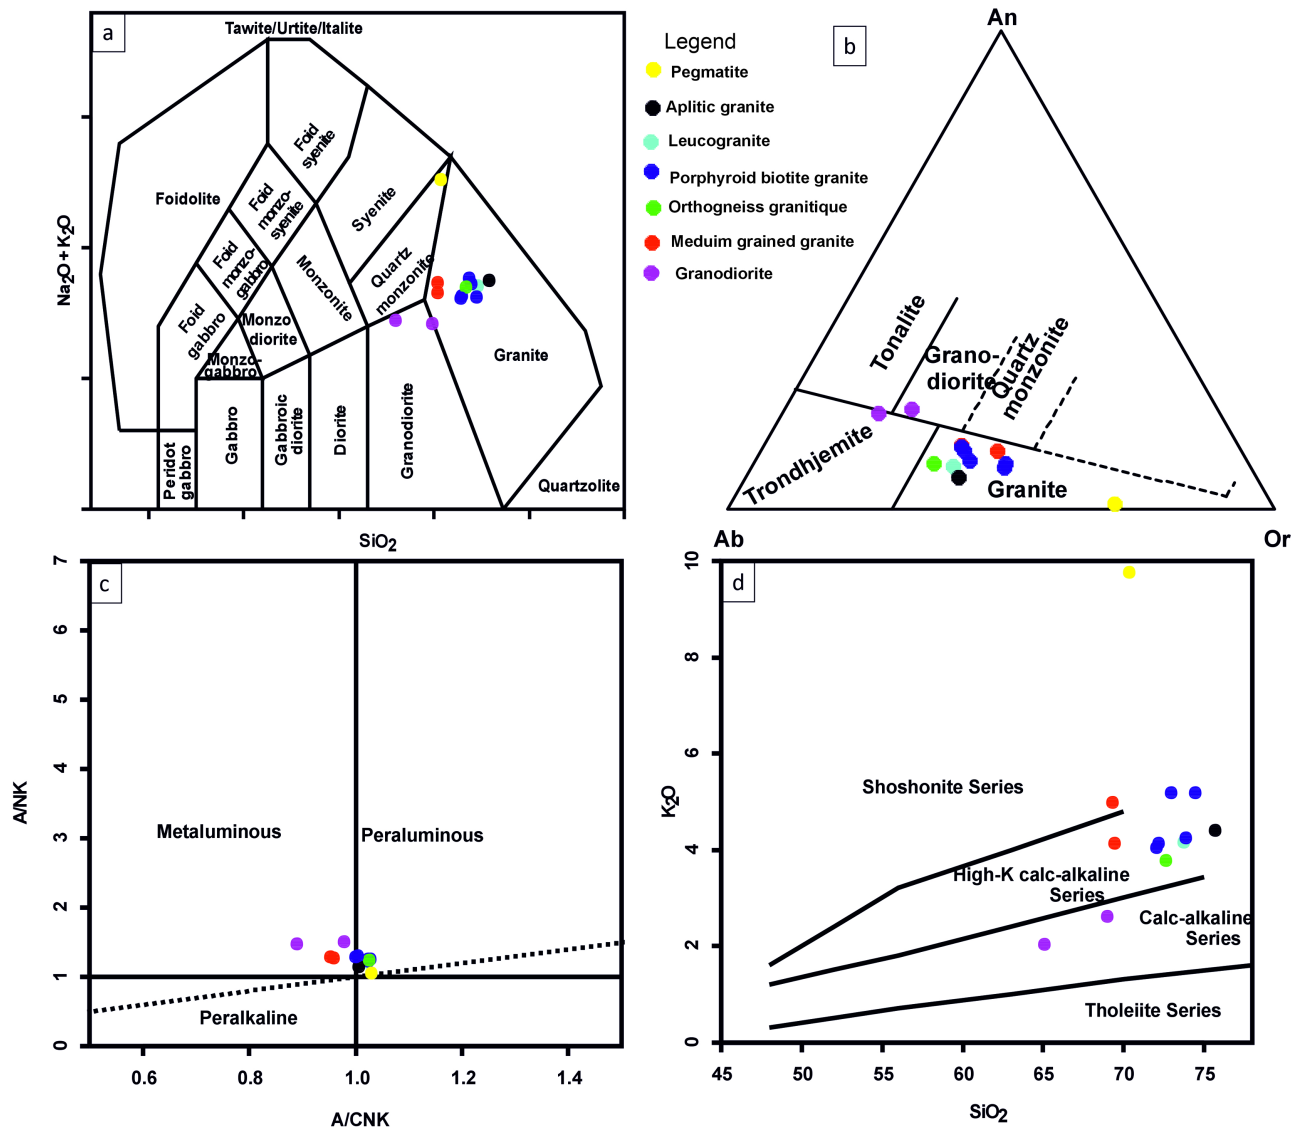 a
Tawite/Urtite/Italite
Foid
syenite
Foidolite
Foid
monzo-
syenite
Syenite
Foid
monzo-
gabbro
Monzonite
Quartz
monzonite
Foid
gabbro
Monzo
diorite
Monzo-
gabbro
Granite
Peridot
gabbro
Gabbro
Gabbroic
diorite
Diorite
Granodiorite
Quartzolite
Na2O + K2O
SiO2
Legend
Pegmatite
Aplitic granite
Leucogranite
Porphyroid biotite granite
Orthogneiss granitique
Meduim grained granite
Granodiorite
b
An
Tonalite
Grano-
diorite
Quartz
monzonite
Trondhjemite
Granite
Ab
Or
c
7
6
5
4
3
2
1
0
A/NK
Metaluminous
Peraluminous
Peralkaline
0.6
0.8
1.0
1.2
1.4
A/CNK
d
10
8
6
4
2
0
K2O
Shoshonite Series
High-K calc-alkaline
Series
Calc-alkaline
Series
Tholeiite Series
45
50
55
60
65
70
75
SiO2